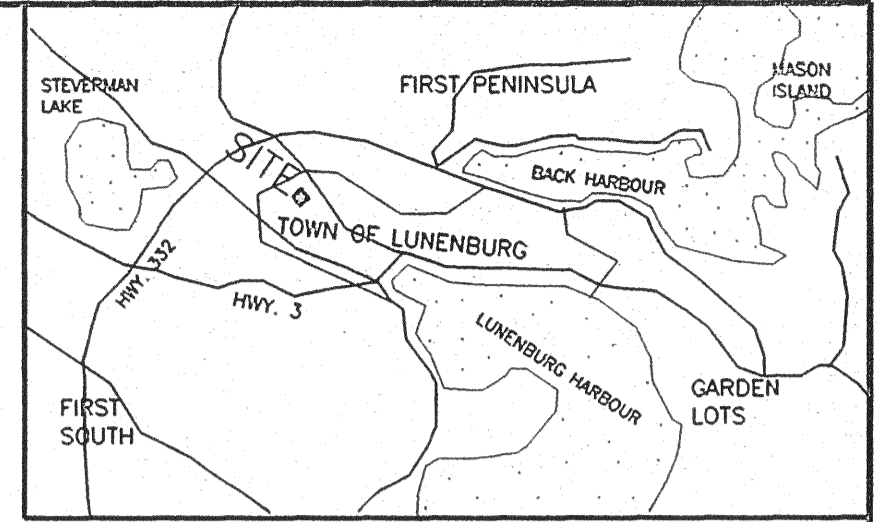 STEVERMAN
LAKE
FIRST PENINSULA
MASON
ISLAND
SITE
BACK HARBOUR
TOWN OF LUNENBURG
HWY. 332
HWY. 3
LUNENBURG HARBOUR
GARDEN
LOTS
FIRST
SOUTH